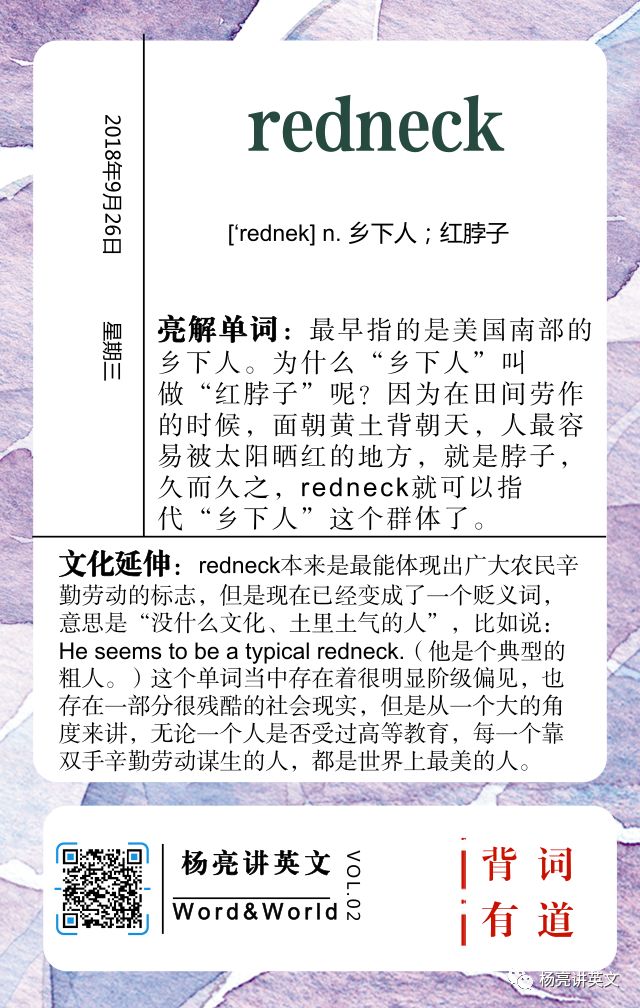 redneck
2018年9月26日
星期三
[‘rednek] n. 乡下人；红脖子
亮解单词：最早指的是美国南部的
乡下人。为什么“乡下人”叫
做“红脖子”呢？因为在田间劳作
的时候，面朝黄土背朝天，人最容
易被太阳晒红的地方，就是脖子，
久而久之，redneck就可以指
代“乡下人”这个群体了。
文化延伸：redneck本来是最能体现出广大农民辛
勤劳动的标志，但是现在已经变成了一个贬义词，
意思是“没什么文化、土里土气的人”，比如说：
He seems to be a typical redneck.（他是个典型的
粗人。）这个单词当中存在着很明显阶级偏见，也
存在一部分很残酷的社会现实，但是从一个大的角
度来讲，无论一个人是否受过高等教育，每一个靠
双手辛勤劳动谋生的人，都是世界上最美的人。
杨亮讲英文
Word&World
VOL.02
背词
有道
杨亮讲英文